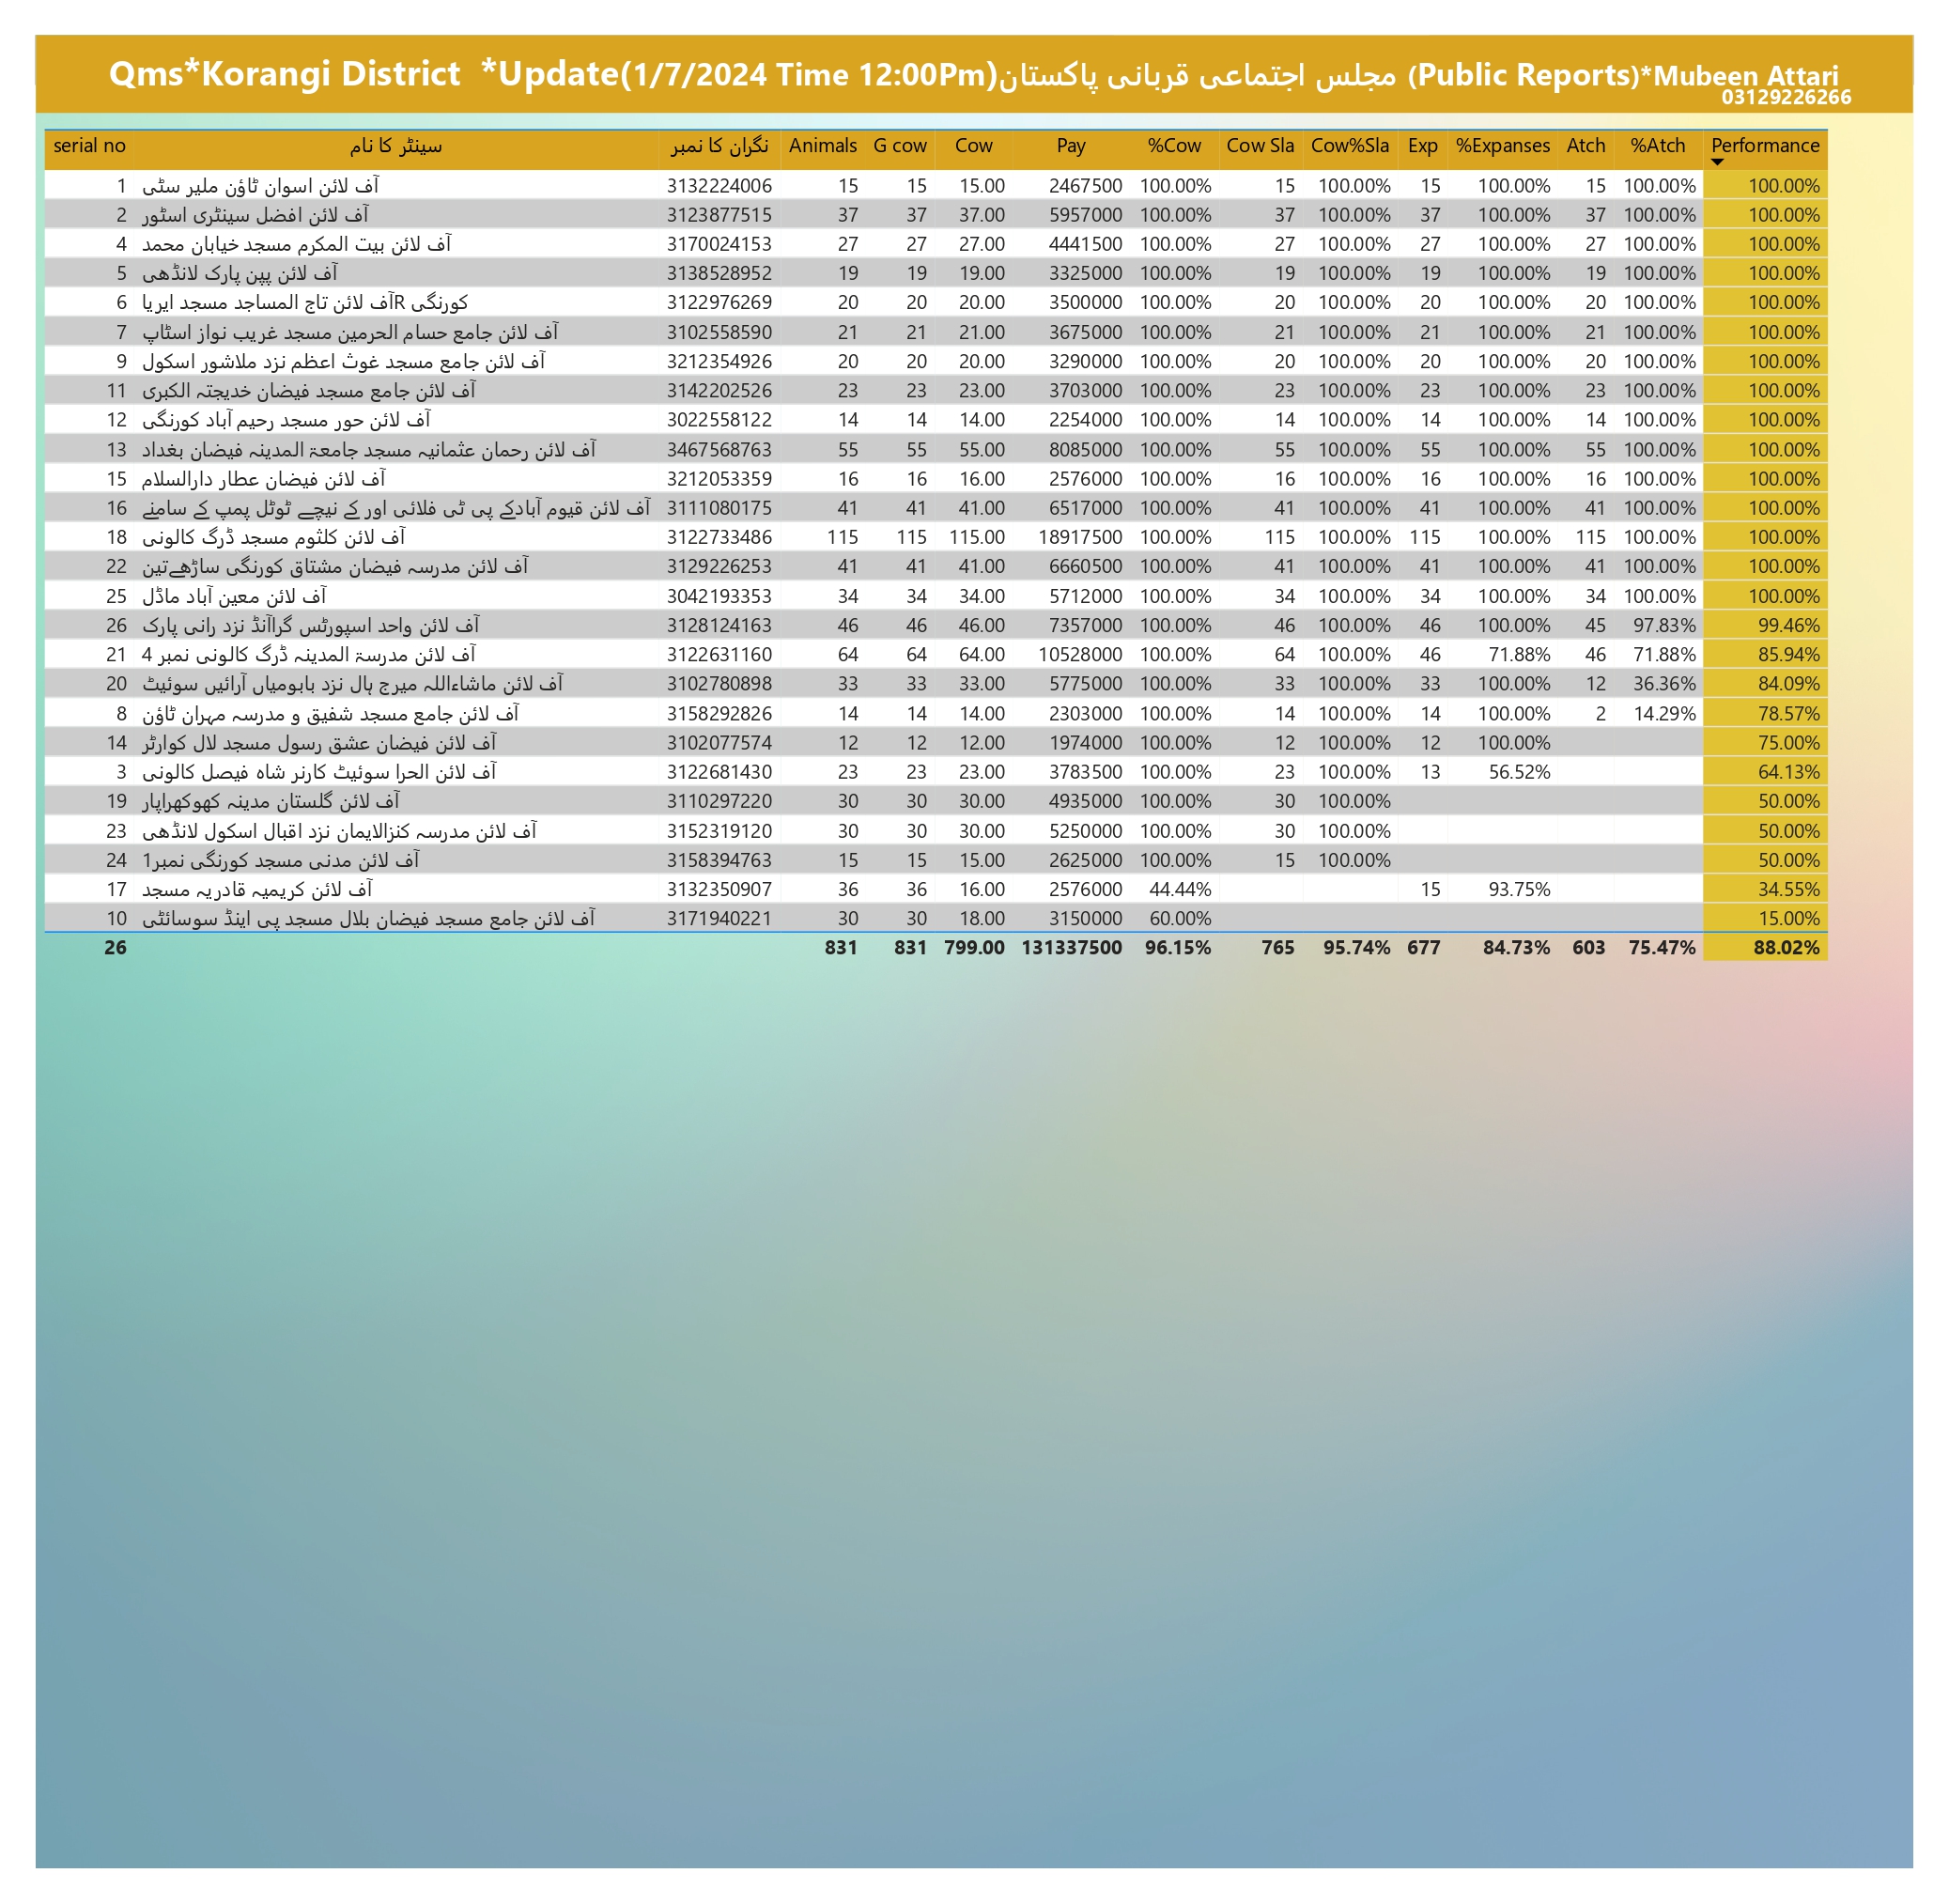 Qms*Korangi District *Update(1/7/2024 Time 12:00Pm)مجلس اجتماعی قربانی پاکستان (Public Reports)*Mubeen Attari
03129226266
serial no سینٹر کا نام نگران کا نمبر Animals G cow Cow Pay %Cow Cow Sla Cow%Sla Exp %Expanses Atch %Atch Performance
1 آف لائن اسوان ٹاؤن ملیر سٹی 3132224006 15 15 15.00 2467500 100.00% 15 100.00% 15 100.00% 15 100.00% 100.00%
2 آف لائن افضل سینٹری اسٹور 3123877515 37 37 37.00 5957000 100.00% 37 100.00% 37 100.00% 37 100.00% 100.00%
4 آف لائن بیت المکرم مسجد خیابان محمد 3170024153 27 27 27.00 4441500 100.00% 27 100.00% 27 100.00% 27 100.00% 100.00%
5 آف لائن پپن پارک لانڈھی 3138528952 19 19 19.00 3325000 100.00% 19 100.00% 19 100.00% 19 100.00% 100.00%
6 آف لائن تاج المساجد مسجد ایریا R کورنگی 3122976269 20 20 20.00 3500000 100.00% 20 100.00% 20 100.00% 20 100.00% 100.00%
7 آف لائن جامع حسام الحرمین مسجد غریب نواز اسٹاپ 3102558590 21 21 21.00 3675000 100.00% 21 100.00% 21 100.00% 21 100.00% 100.00%
9 آف لائن جامع مسجد غوث اعظم نزد ملاشور اسکول 3212354926 20 20 20.00 3290000 100.00% 20 100.00% 20 100.00% 20 100.00% 100.00%
11 آف لائن جامع مسجد فیضان خدیجتہ الکبری 3142202526 23 23 23.00 3703000 100.00% 23 100.00% 23 100.00% 23 100.00% 100.00%
12 آف لائن حور مسجد رحیم آباد کورنگی 3022558122 14 14 14.00 2254000 100.00% 14 100.00% 14 100.00% 14 100.00% 100.00%
13 آف لائن رحمان عثمانیہ مسجد جامعۃ المدینہ فیضان بغداد 3467568763 55 55 55.00 8085000 100.00% 55 100.00% 55 100.00% 55 100.00% 100.00%
15 آف لائن فیضان عطار دارالسلام 3212053359 16 16 16.00 2576000 100.00% 16 100.00% 16 100.00% 16 100.00% 100.00%
16 آف لائن قیوم آبادکے پی ٹی فلائی اور کے نیچے ٹوٹل پمپ کے سامنے 3111080175 41 41 41.00 6517000 100.00% 41 100.00% 41 100.00% 41 100.00% 100.00%
18 آف لائن کلثوم مسجد ڈرگ کالونی 3122733486 115 115 115.00 18917500 100.00% 115 100.00% 115 100.00% 115 100.00% 100.00%
22 آف لائن مدرسہ فیضان مشتاق کورنگی ساڑھےتین 3129226253 41 41 41.00 6660500 100.00% 41 100.00% 41 100.00% 41 100.00% 100.00%
25 آف لائن معین آباد ماڈل 3042193353 34 34 34.00 5712000 100.00% 34 100.00% 34 100.00% 34 100.00% 100.00%
26 آف لائن واحد اسپورٹس گراآنڈ نزد رانی پارک 3128124163 46 46 46.00 7357000 100.00% 46 100.00% 46 100.00% 45 97.83% 99.46%
21 آف لائن مدرسۃ المدینہ ڈرگ کالونی نمبر 4 3122631160 64 64 64.00 10528000 100.00% 64 100.00% 46 71.88% 46 71.88% 85.94%
20 آف لائن ماشاءاللہ میرج ہال نزد بابومیاں آرائیں سوئیٹ 3102780898 33 33 33.00 5775000 100.00% 33 100.00% 33 100.00% 12 36.36% 84.09%
8 آف لائن جامع مسجد شفیق و مدرسہ مہران ٹاؤن 3158292826 14 14 14.00 2303000 100.00% 14 100.00% 14 100.00% 2 14.29% 78.57%
14 آف لائن فیضان عشق رسول مسجد لال کوارٹر 3102077574 12 12 12.00 1974000 100.00% 12 100.00% 12 100.00% 75.00%
3 آف لائن الحرا سوئیٹ کارنر شاہ فیصل کالونی 3122681430 23 23 23.00 3783500 100.00% 23 100.00% 13 56.52% 64.13%
19 آف لائن گلستان مدینہ کھوکھراپار 3110297220 30 30 30.00 4935000 100.00% 30 100.00% 50.00%
23 آف لائن مدرسہ کنزالایمان نزد اقبال اسکول لانڈھی 3152319120 30 30 30.00 5250000 100.00% 30 100.00% 50.00%
24 آف لائن مدنی مسجد کورنگی نمبر1 3158394763 15 15 15.00 2625000 100.00% 15 100.00% 50.00%
17 آف لائن کریمیہ قادریہ مسجد 3132350907 36 36 16.00 2576000 44.44% 15 93.75% 34.55%
10 آف لائن جامع مسجد فیضان بلال مسجد پی اینڈ سوسائٹی 3171940221 30 30 18.00 3150000 60.00% 15.00%
26 831 831 799.00 131337500 96.15% 765 95.74% 677 84.73% 603 75.47% 88.02%